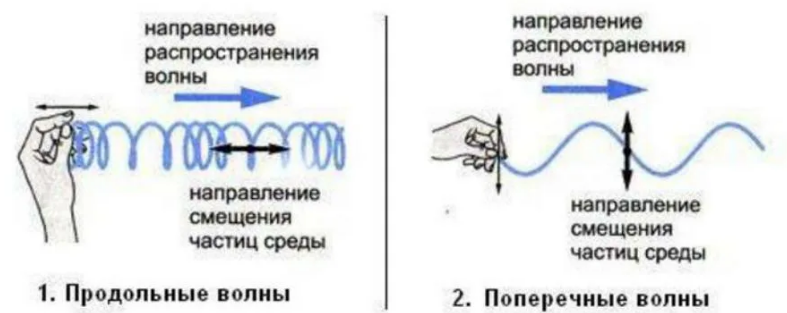 направление
распространения
волны
направление
смещения
частиц среды
1. Продольные волны
направление
распространения
волны
направление
смещения
частиц среды
2. Поперечные волны